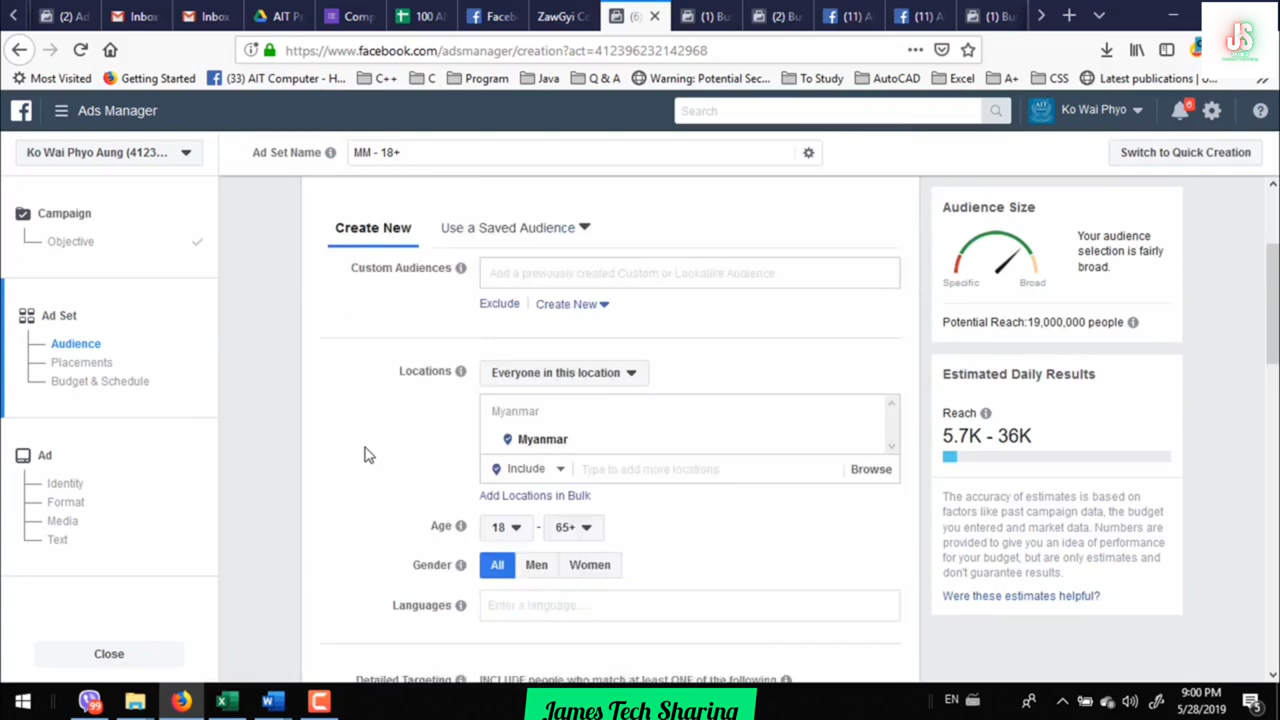 (2) Ad
Inbox
Inbox
AIT P
Comp
100 A
Faceb
ZawGyi Co
(6)
(1) Bu
(2) Bu
(11) A
(11) A
(1) Bu
JS
https://www.facebook.com/adsmanager/creation?act=412396232142968
Most Visited
Getting Started
(33) AIT Computer - H...
C++
C
Program
Java
Q & A
Warning: Potential Sec...
To Study
AutoCAD
Excel
A+
CSS
Latest publications | ...
Ads Manager
Search
Ko Wai Phyo
Ko Wai Phyo Aung (4123...
Ad Set Name
MM - 18+
Switch to Quick Creation
Campaign
Objective
Ad Set
Audience
Placements
Budget & Schedule
Ad
Identity
Format
Media
Text
Close
Create New
Use a Saved Audience
Custom Audiences
Add a previously created Custom or Lookalike Audience
Exclude
Create New
Locations
Everyone in this location
Myanmar
Myanmar
Include
Type to add more locations
Browse
Add Locations in Bulk
Age
18
-
65+
Gender
All
Men
Women
Languages
Enter a language...
Detailed Targeting
INCLUDE people who match at least ONE of the following
Audience Size
Specific
Broad
Your audience
selection is fairly
broad.
Potential Reach:19,000,000 people
Estimated Daily Results
Reach
5.7K - 36K
The accuracy of estimates is based on
factors like past campaign data, the budget
you entered and market data. Numbers are
provided to give you an idea of performance
for your budget, but are only estimates and
don't guarantee results.
Were these estimates helpful?
99
EN
9:00 PM
5/28/2019
5
James Tech Sharing